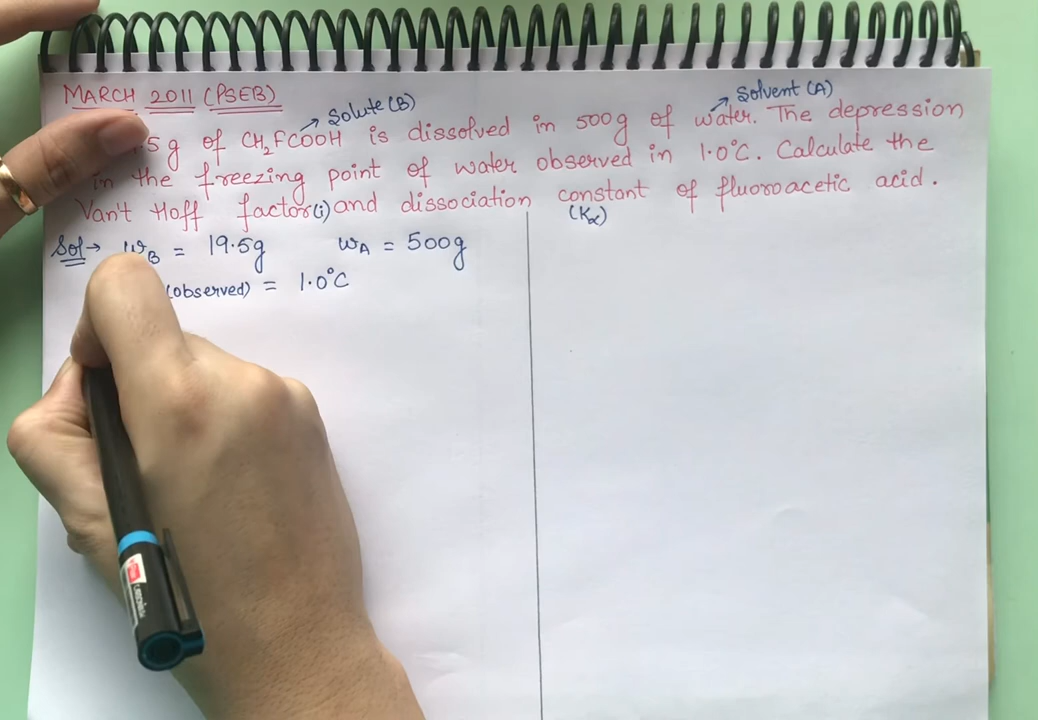 MARCH 2011 (PSEB)
→ Solute (B)
→ Solvent (A)
.5 g of CH₂FCOOH is dissolved in 500g of water. The depression
in the freezing point of water observed in 1.0°C. Calculate the
Van't Hoff factor(i) and dissociation constant of fluoroacetic acid.
(Kα)
Sol → wB = 19.5g wA = 500g
(observed) = 1.0°C